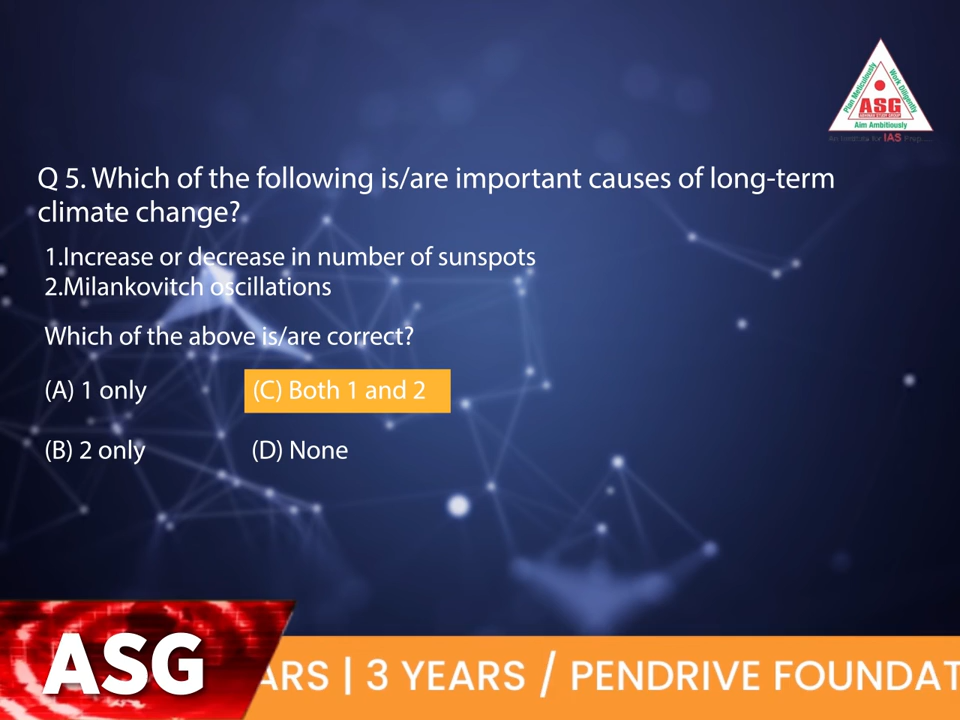 Plan Meticulously
Work Diligently
ASG
Aim Ambitiously
Q 5. Which of the following is/are important causes of long-term
climate change?
1.Increase or decrease in number of sunspots
2.Milankovitch oscillations
Which of the above is/are correct?
(A) 1 only
(C) Both 1 and 2
(B) 2 only
(D) None
ASG
ARS | 3 YEARS / PENDRIVE FOUNDAT